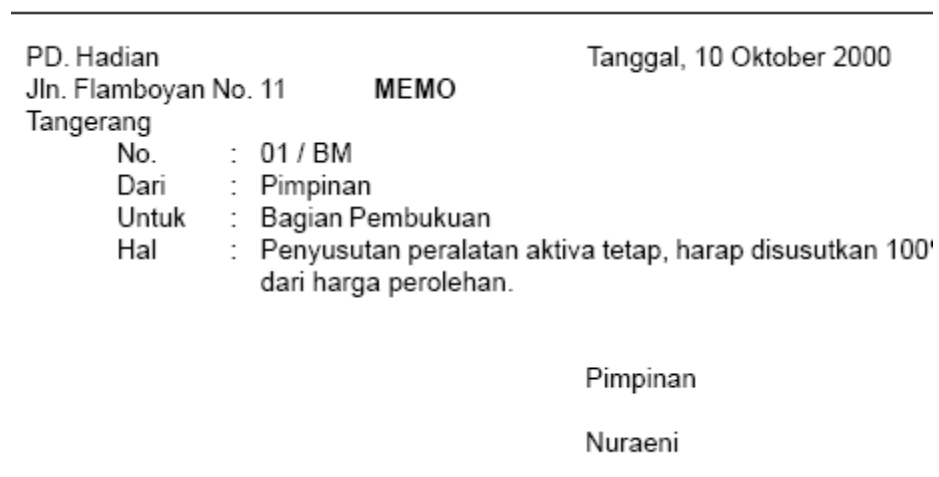 PD. Hadian Tanggal, 10 Oktober 2000
Jln. Flamboyan No. 11 MEMO
Tangerang
No. : 01 / BM
Dari : Pimpinan
Untuk : Bagian Pembukuan
Hal : Penyusutan peralatan aktiva tetap, harap disusutkan 100
dari harga perolehan.
Pimpinan
Nuraeni